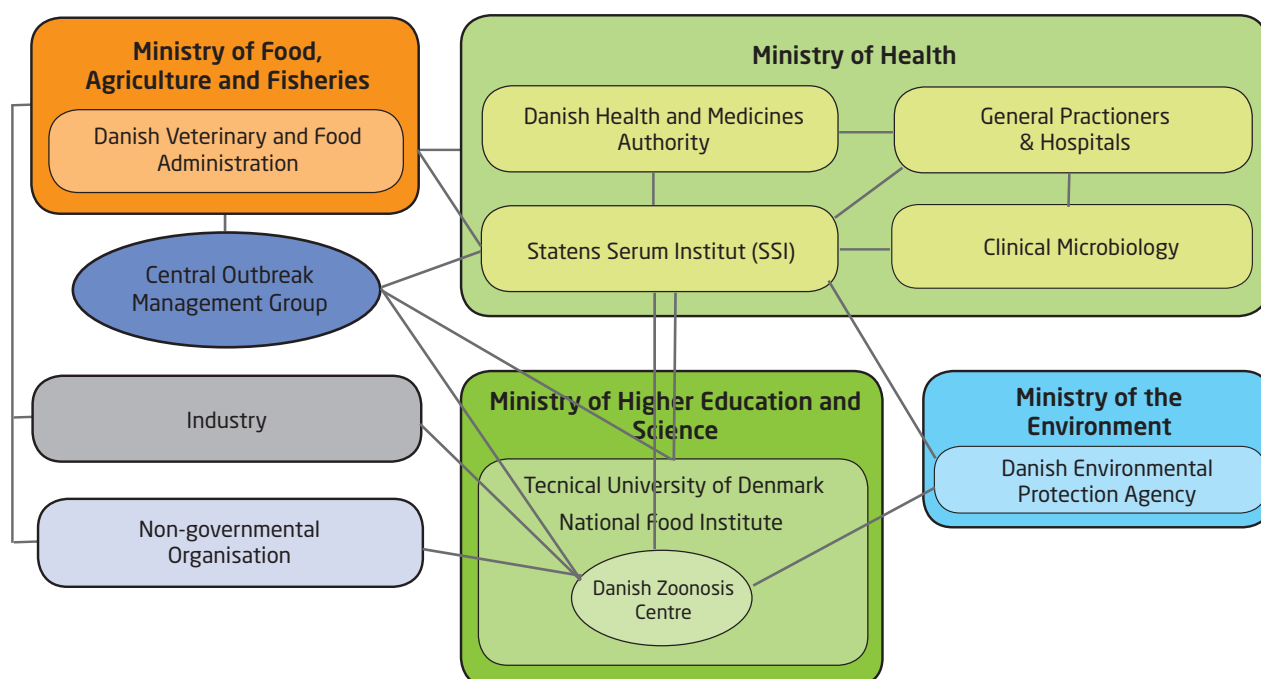 Ministry of Food,
Agriculture and Fisheries
Danish Veterinary and Food
Administration
Ministry of Health
Danish Health and Medicines
Authority
General Practioners
& Hospitals
Statens Serum Institut (SSI)
Clinical Microbiology
Central Outbreak
Management Group
Industry
Non-governmental
Organisation
Ministry of Higher Education and
Science
Tecnical University of Denmark
National Food Institute
Danish Zoonosis
Centre
Ministry of the
Environment
Danish Environmental
Protection Agency